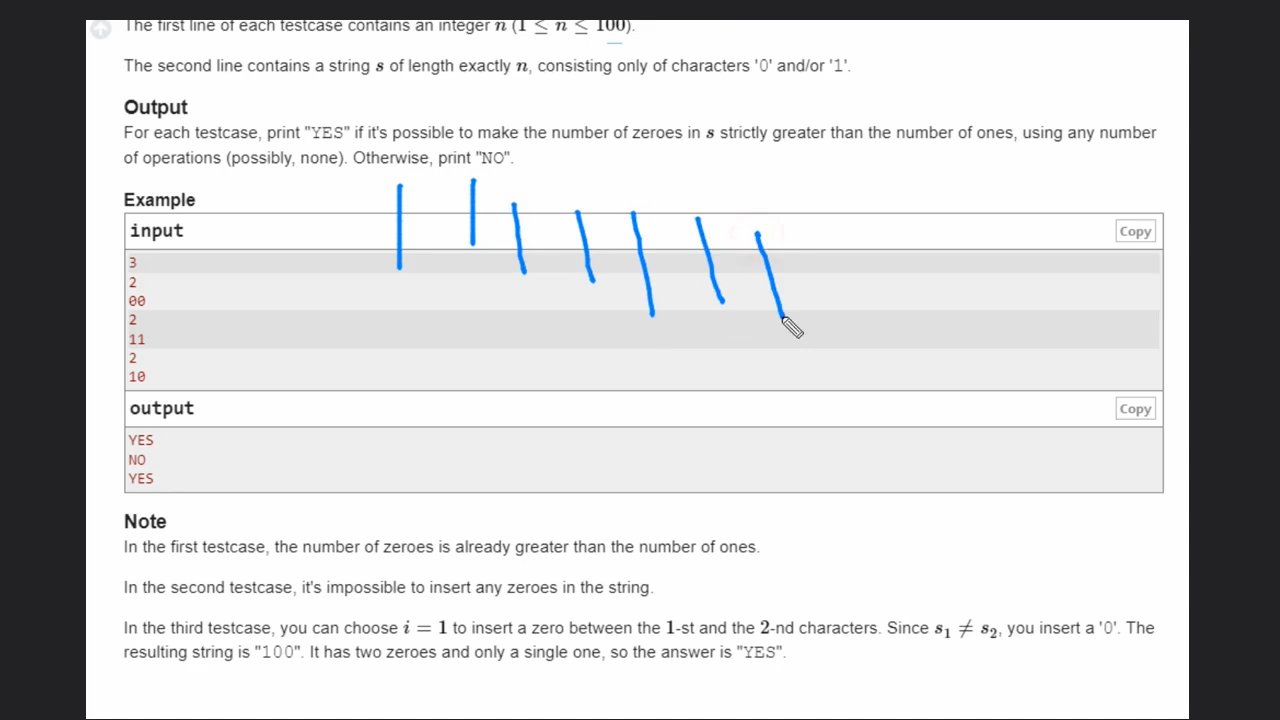 The first line of each testcase contains an integer n (1 ≤ n ≤ 100).
The second line contains a string s of length exactly n, consisting only of characters '0' and/or '1'.
Output
For each testcase, print "YES" if it's possible to make the number of zeroes in s strictly greater than the number of ones, using any number
of operations (possibly, none). Otherwise, print "NO".
Example
input
Copy
3
2
00
2
11
2
10
output
Copy
YES
NO
YES
Note
In the first testcase, the number of zeroes is already greater than the number of ones.
In the second testcase, it's impossible to insert any zeroes in the string.
In the third testcase, you can choose i = 1 to insert a zero between the 1-st and the 2-nd characters. Since s₁ ≠ s₂, you insert a '0'. The
resulting string is "100". It has two zeroes and only a single one, so the answer is "YES".